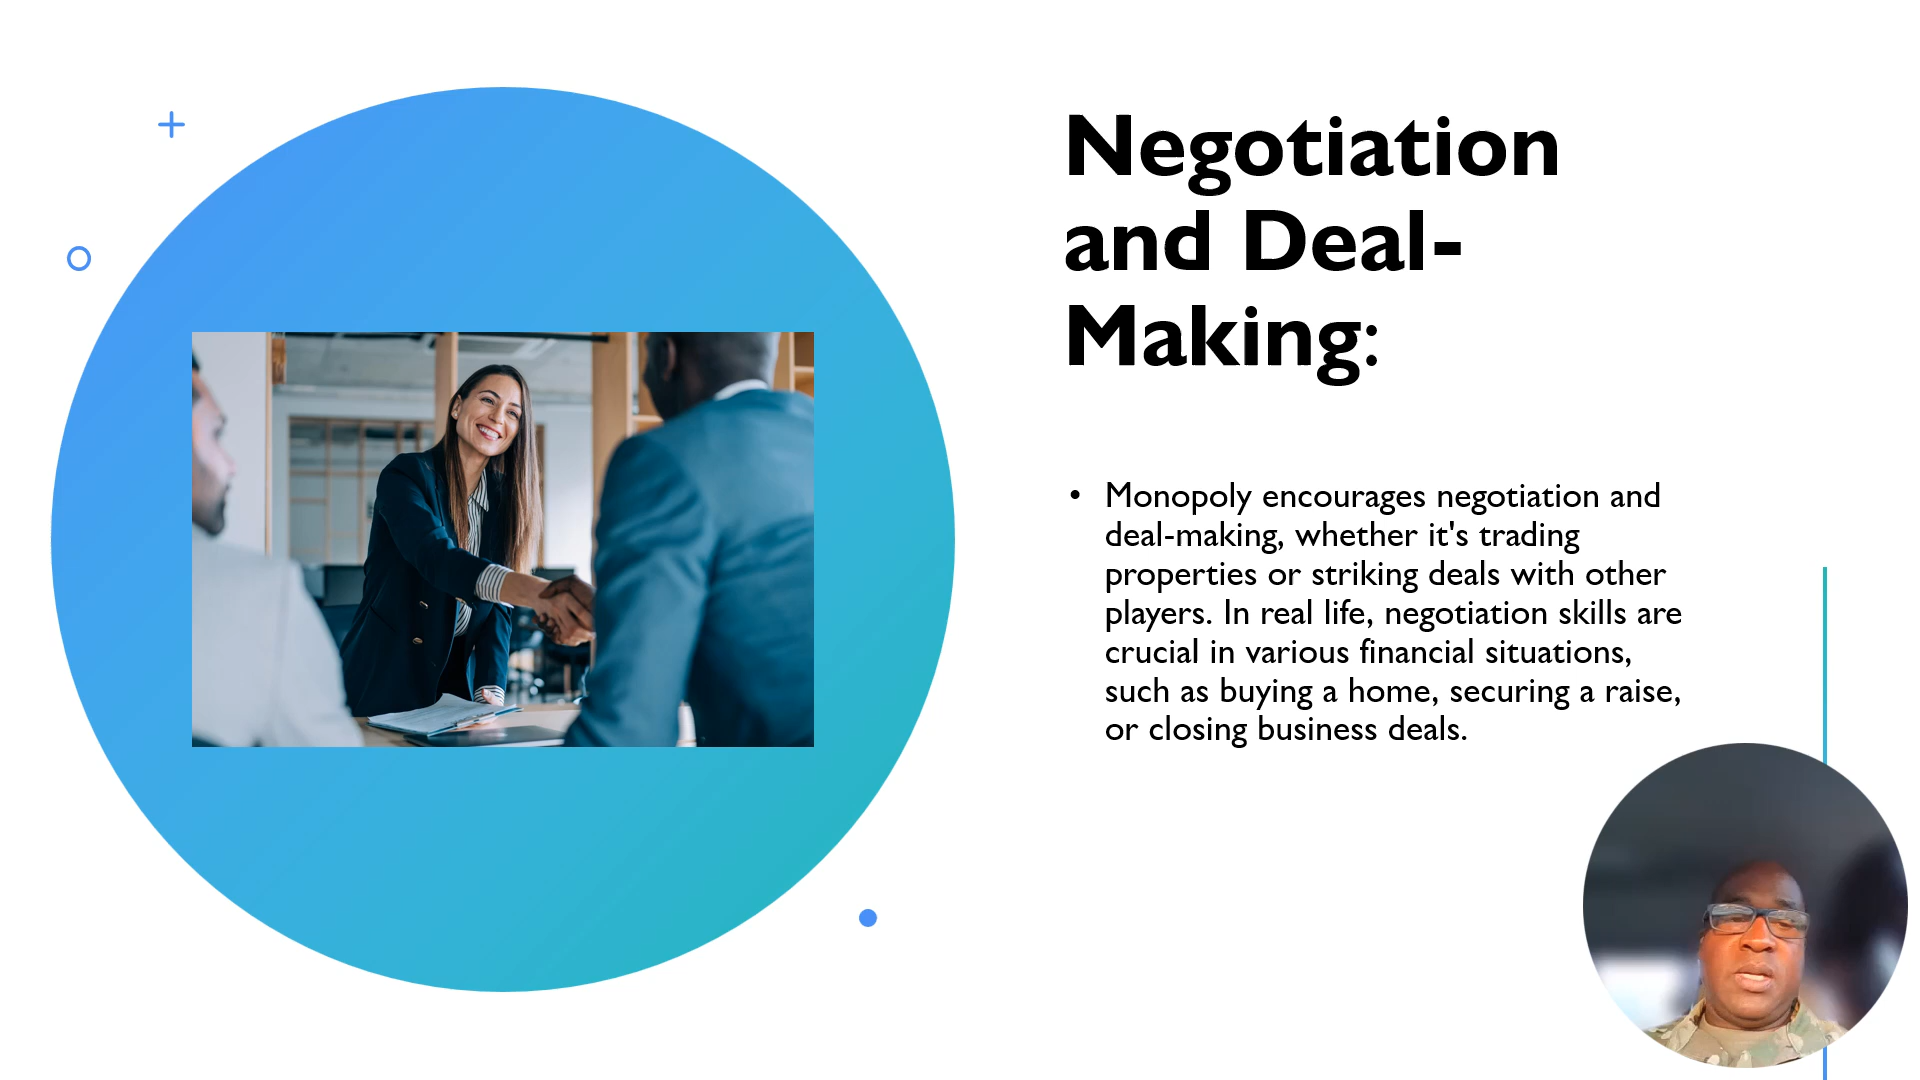 Negotiation
and Deal-
Making:
• Monopoly encourages negotiation and
deal-making, whether it's trading
properties or striking deals with other
players. In real life, negotiation skills are
crucial in various financial situations,
such as buying a home, securing a raise,
or closing business deals.